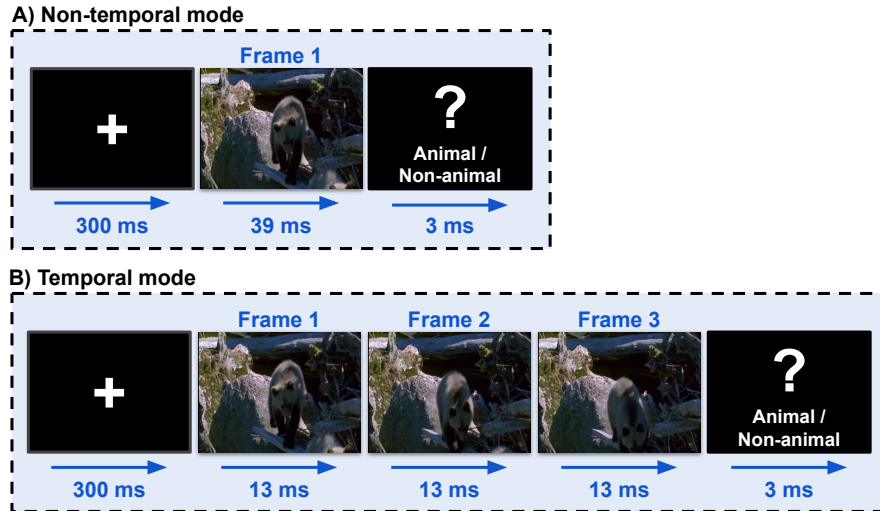 A) Non-temporal mode
Frame 1
+
?
Animal /
Non-animal
300 ms
39 ms
3 ms
B) Temporal mode
Frame 1
Frame 2
Frame 3
+
?
Animal /
Non-animal
300 ms
13 ms
13 ms
13 ms
3 ms